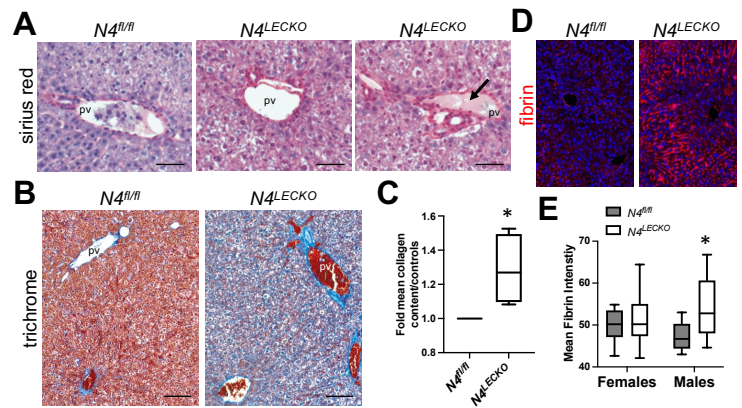 A
N4fl/fl
N4LECKO
N4LECKO
sirius red
pv
pv
pv
B
N4fl/fl
N4LECKO
trichrome
pv
pv
C
*
Fold mean collagen
content/controls
1.6
1.4
1.2
1.0
0.8
N4fl/fl
N4LECKO
D
N4fl/fl
N4LECKO
fibrin
E
N4fl/fl
N4LECKO
*
Mean Fibrin Intenstiy
70
60
50
40
Females
Males